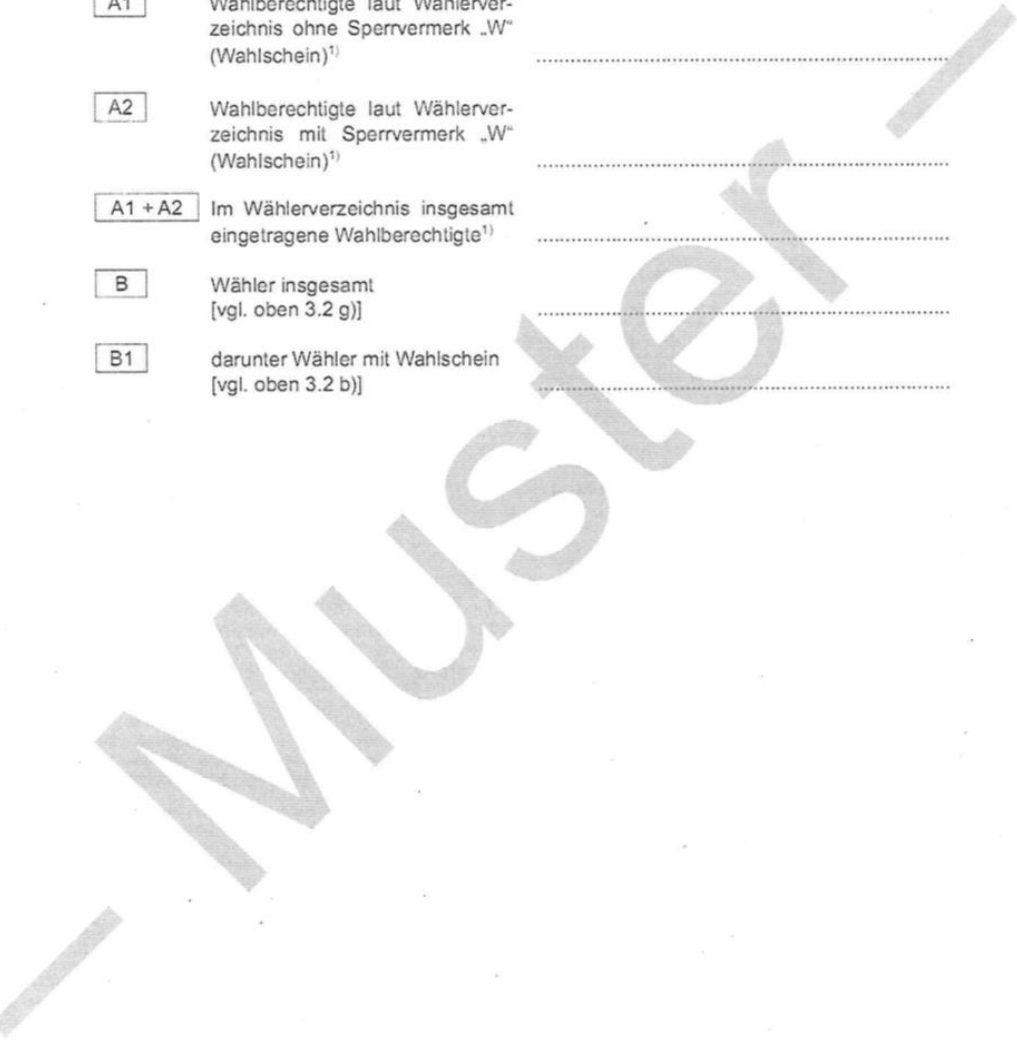 A1 Wahlberechtigte laut Wählerver-
zeichnis ohne Sperrvermerk „W“
(Wahlschein)¹⁾
A2 Wahlberechtigte laut Wählerver-
zeichnis mit Sperrvermerk „W“
(Wahlschein)¹⁾
A1 + A2 Im Wählerverzeichnis insgesamt
eingetragene Wahlberechtigte¹⁾
B Wähler insgesamt
[vgl. oben 3.2 g)]
B1 darunter Wähler mit Wahlschein
[vgl. oben 3.2 b)]
— Muster —